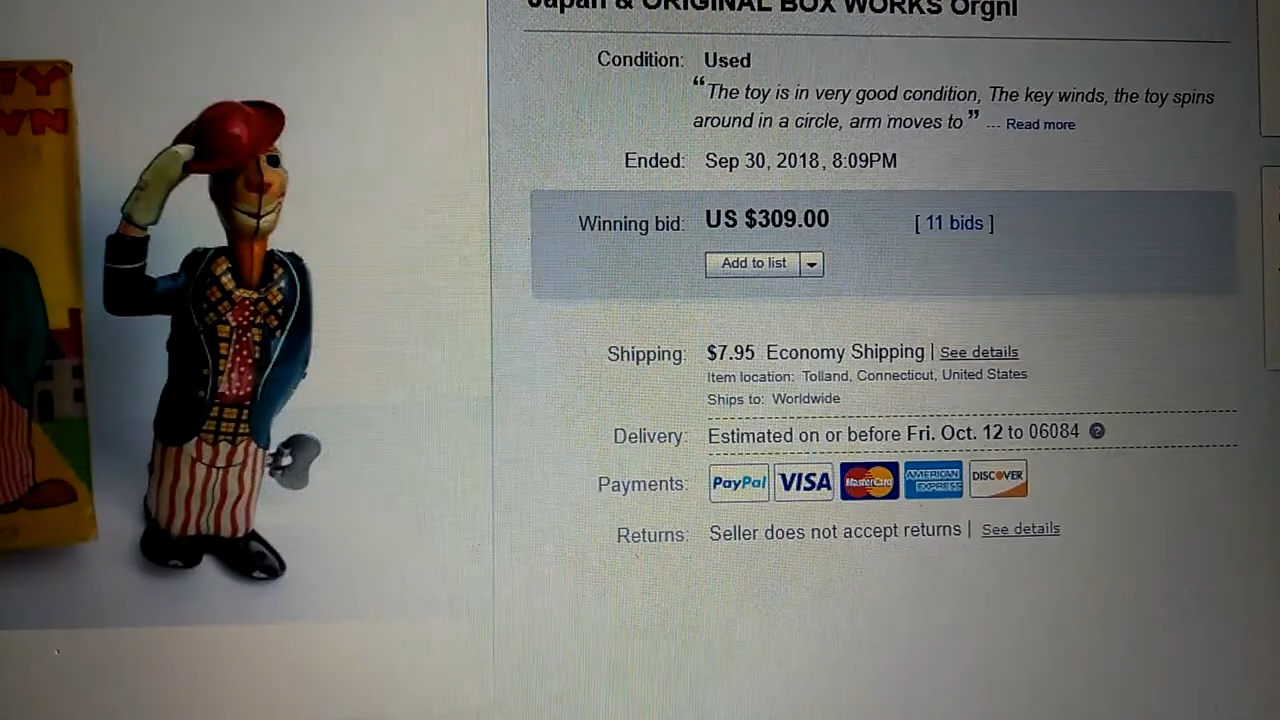 Japan & ORIGINAL BOX WORKS Orgnl
Condition: Used
“The toy is in very good condition, The key winds, the toy spins
around in a circle, arm moves to” ... Read more
Ended: Sep 30, 2018, 8:09PM
Winning bid: US $309.00 [ 11 bids ]
Add to list
Shipping: $7.95 Economy Shipping | See details
Item location: Tolland, Connecticut, United States
Ships to: Worldwide
Delivery: Estimated on or before Fri. Oct. 12 to 06084 ?
Payments: PayPal VISA MasterCard AMERICAN EXPRESS DISCOVER
Returns: Seller does not accept returns | See details